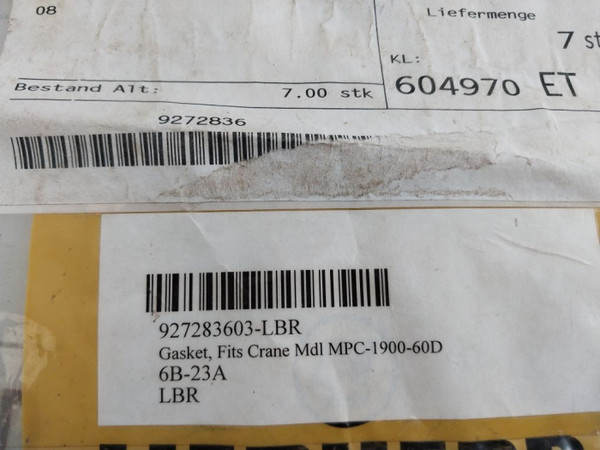 08
Liefermenge
7 st
KL:
604970 ET
Bestand Alt: 7.00 stk
9272836
927283603-LBR
Gasket, Fits Crane Mdl MPC-1900-60D
6B-23A
LBR